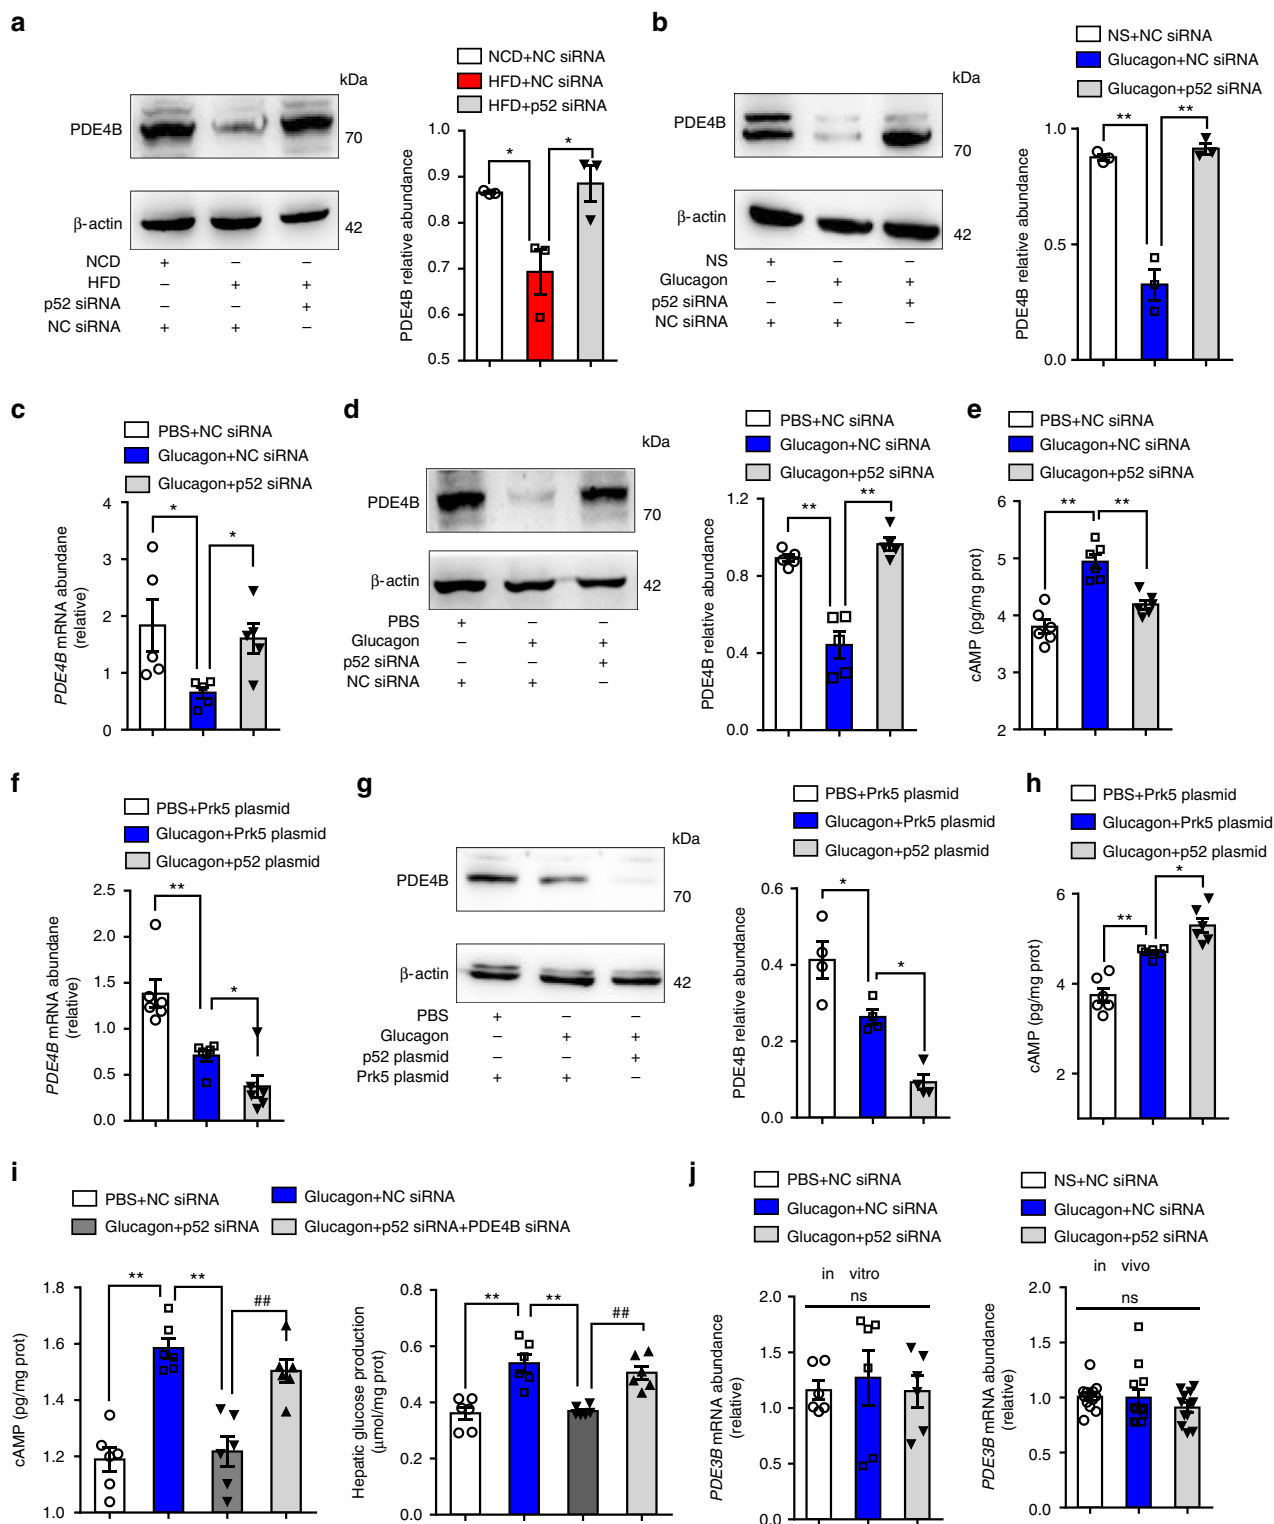 a
kDa
PDE4B
70
β-actin
42
NCD + – –
HFD – + +
p52 siRNA – – +
NC siRNA + + –
NCD+NC siRNA
HFD+NC siRNA
HFD+p52 siRNA
PDE4B relative abundance
1.0
0.9
0.8
0.7
0.6
0.5
* *
b
kDa
PDE4B
70
β-actin
42
NS + – –
Glucagon – + +
p52 siRNA – – +
NC siRNA + + –
NS+NC siRNA
Glucagon+NC siRNA
Glucagon+p52 siRNA
PDE4B relative abundance
1.0
0.5
0.0
** **
c
PBS+NC siRNA
Glucagon+NC siRNA
Glucagon+p52 siRNA
PDE4B mRNA abundane
(relative)
4
3
2
1
0
* *
d
kDa
PDE4B
70
β-actin
42
PBS + – –
Glucagon – + +
p52 siRNA – – +
NC siRNA + + –
PBS+NC siRNA
Glucagon+NC siRNA
Glucagon+p52 siRNA
PDE4B relative abundance
1.2
0.8
0.4
0.0
** **
e
PBS+NC siRNA
Glucagon+NC siRNA
Glucagon+p52 siRNA
cAMP (pg/mg prot)
6
5
4
3
2
** **
f
PBS+Prk5 plasmid
Glucagon+Prk5 plasmid
Glucagon+p52 plasmid
PDE4B mRNA abundane
(relative)
2.5
2.0
1.5
1.0
0.5
0.0
** *
g
kDa
PDE4B
70
β-actin
42
PBS + – –
Glucagon – + +
p52 plasmid – – +
Prk5 plasmid + + –
PBS+Prk5 plasmid
Glucagon+Prk5 plasmid
Glucagon+p52 plasmid
PDE4B relative abundance
0.6
0.4
0.2
0.0
* *
h
PBS+Prk5 plasmid
Glucagon+Prk5 plasmid
Glucagon+p52 plasmid
cAMP (pg/mg prot)
6
4
2
** *
i
PBS+NC siRNA
Glucagon+NC siRNA
Glucagon+p52 siRNA
Glucagon+p52 siRNA+PDE4B siRNA
cAMP (pg/mg prot)
1.8
1.6
1.4
1.2
1.0
** ** ##
Hepatic glucose production
(μmol/mg prot)
0.8
0.6
0.4
0.2
0.0
** ** ##
j
PBS+NC siRNA
Glucagon+NC siRNA
Glucagon+p52 siRNA
in vitro
ns
PDE3B mRNA abundance
(relative)
2.0
1.5
1.0
0.5
0.0
NS+NC siRNA
Glucagon+NC siRNA
Glucagon+p52 siRNA
in vivo
ns
PDE3B mRNA abundance
(relative)
2.0
1.5
1.0
0.5
0.0